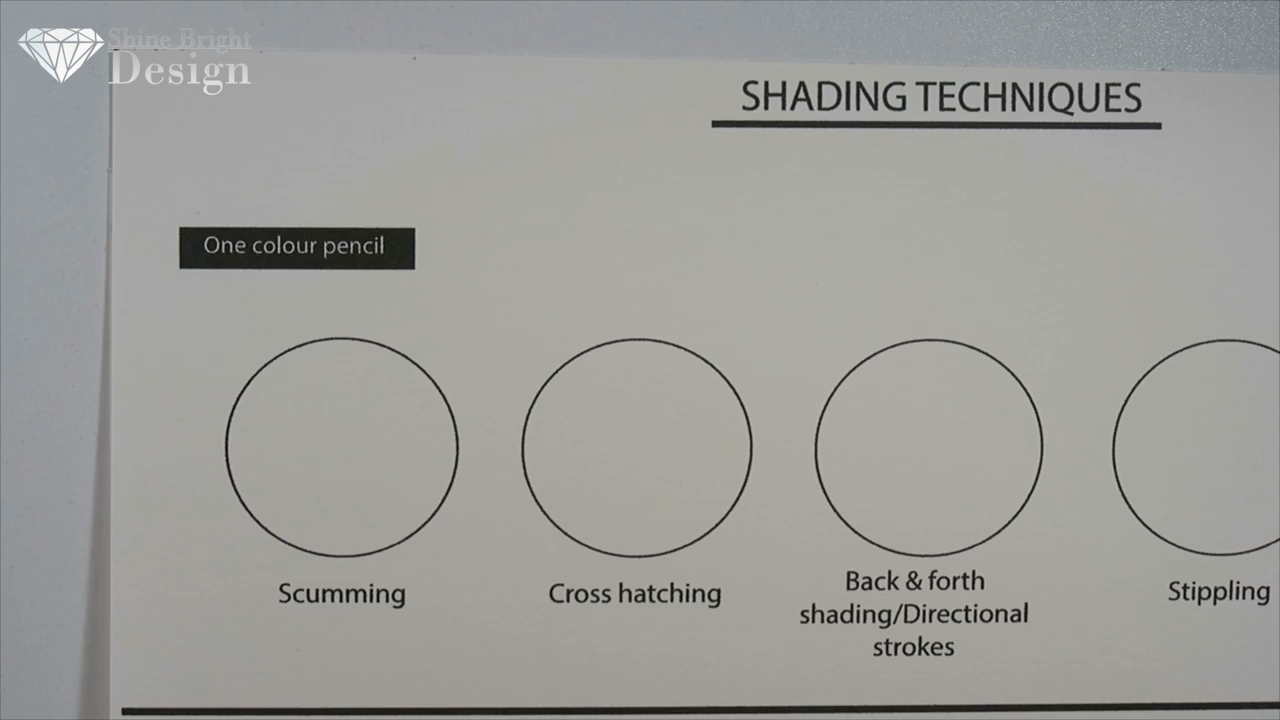 Shine Bright
Design
SHADING TECHNIQUES
One colour pencil
Scumming
Cross hatching
Back & forth
shading/Directional
strokes
Stippling